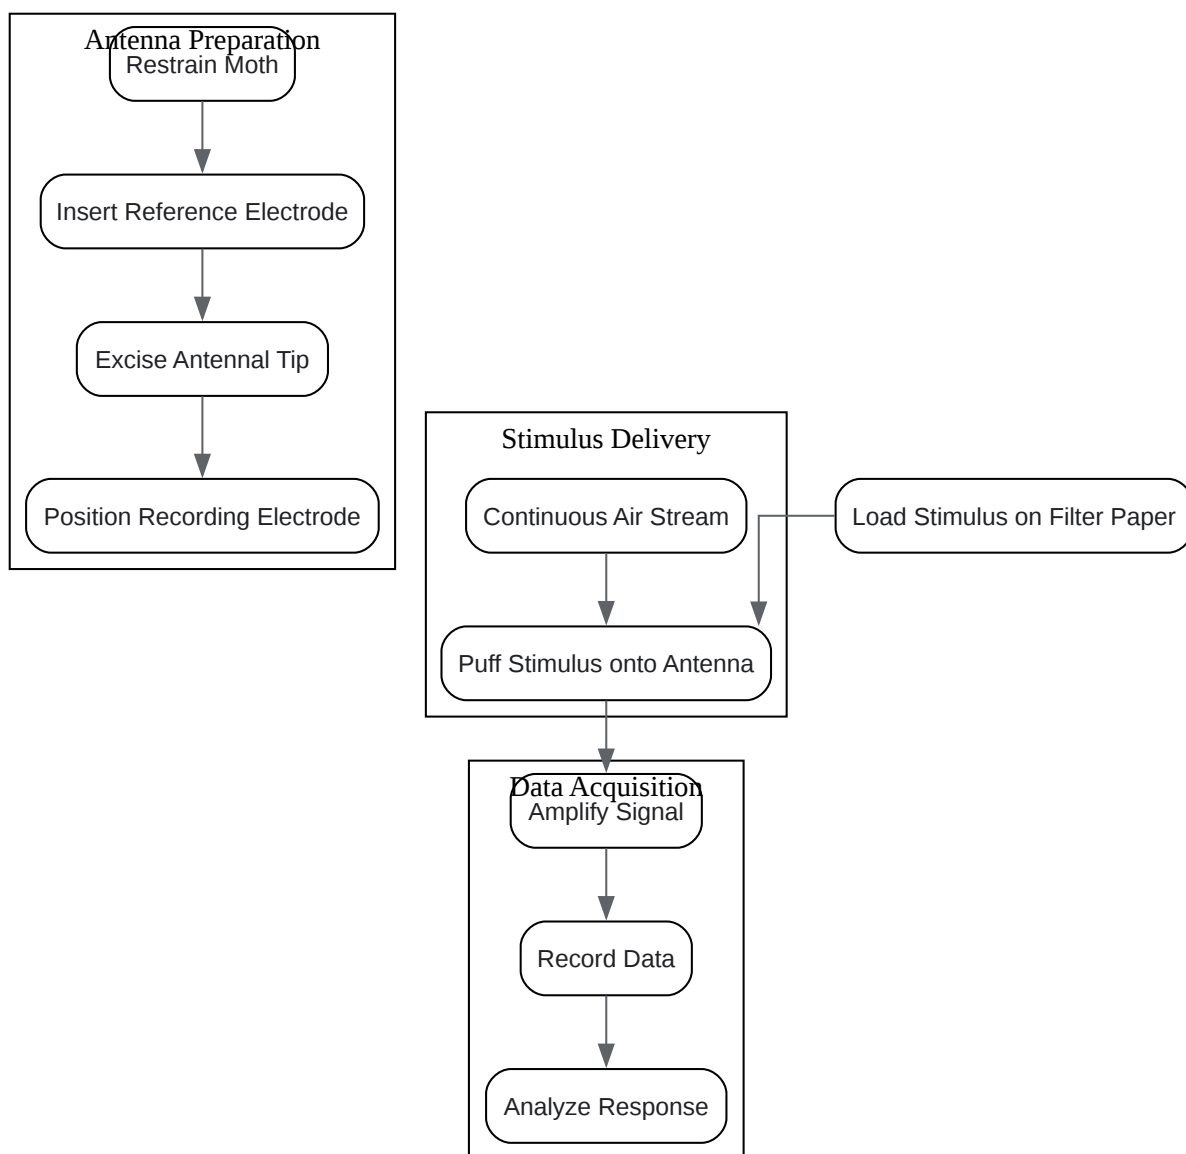 Antenna Preparation
Restrain Moth
Insert Reference Electrode
Excise Antennal Tip
Position Recording Electrode
Stimulus Delivery
Continuous Air Stream
Load Stimulus on Filter Paper
Puff Stimulus onto Antenna
Data Acquisition
Amplify Signal
Record Data
Analyze Response